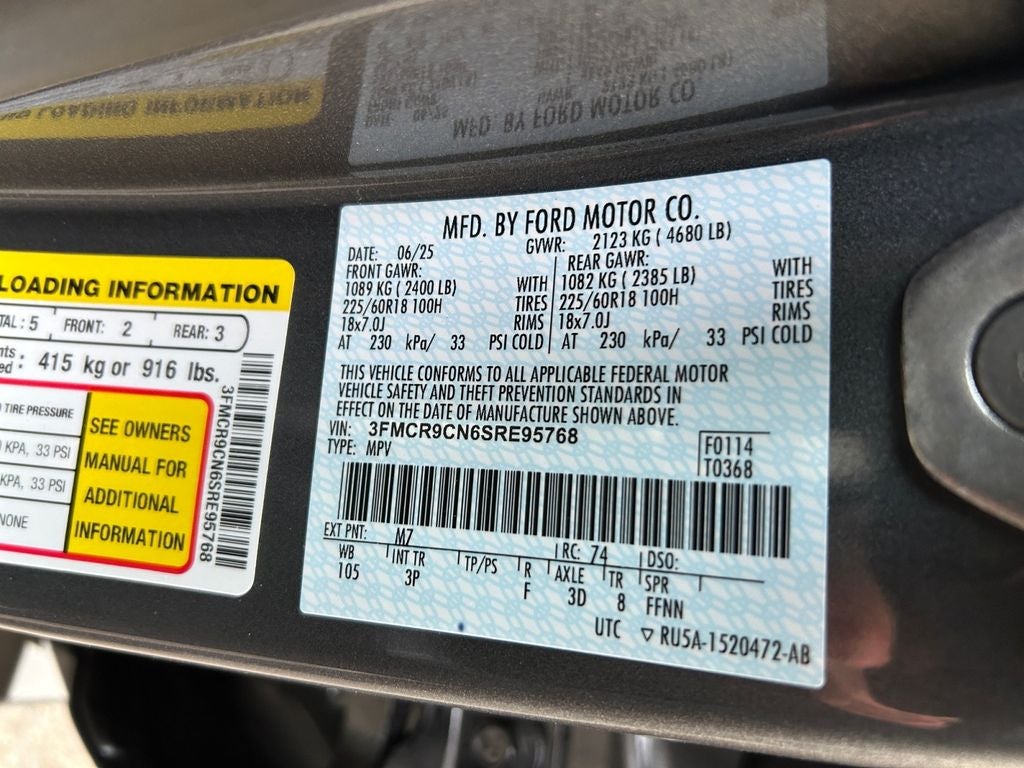 LOADING INFORMATION
TAL : 5 FRONT: 2 REAR: 3
nts
ed : 415 kg or 916 lbs.
TIRE PRESSURE
KPA, 33 PSI
KPA, 33 PSI
NONE
SEE OWNERS
MANUAL FOR
ADDITIONAL
INFORMATION
3FMCR9CN6SRE95768
MFD. BY FORD MOTOR CO.
DATE: 06/25 GVWR: 2123 KG ( 4680 LB)
FRONT GAWR: REAR GAWR:
1089 KG ( 2400 LB) WITH 1082 KG ( 2385 LB) WITH
225/60R18 100H TIRES 225/60R18 100H TIRES
18x7.0J RIMS 18x7.0J RIMS
AT 230 kPa/ 33 PSI COLD AT 230 kPa/ 33 PSI COLD
THIS VEHICLE CONFORMS TO ALL APPLICABLE FEDERAL MOTOR
VEHICLE SAFETY AND THEFT PREVENTION STANDARDS IN
EFFECT ON THE DATE OF MANUFACTURE SHOWN ABOVE.
VIN: 3FMCR9CN6SRE95768
TYPE: MPV
F0114
T0368
EXT PNT: M7 RC: 74 DSO:
WB INT TR TP/PS R AXLE TR SPR
105 3P F 3D 8 FFNN
UTC ▽ RU5A-1520472-AB